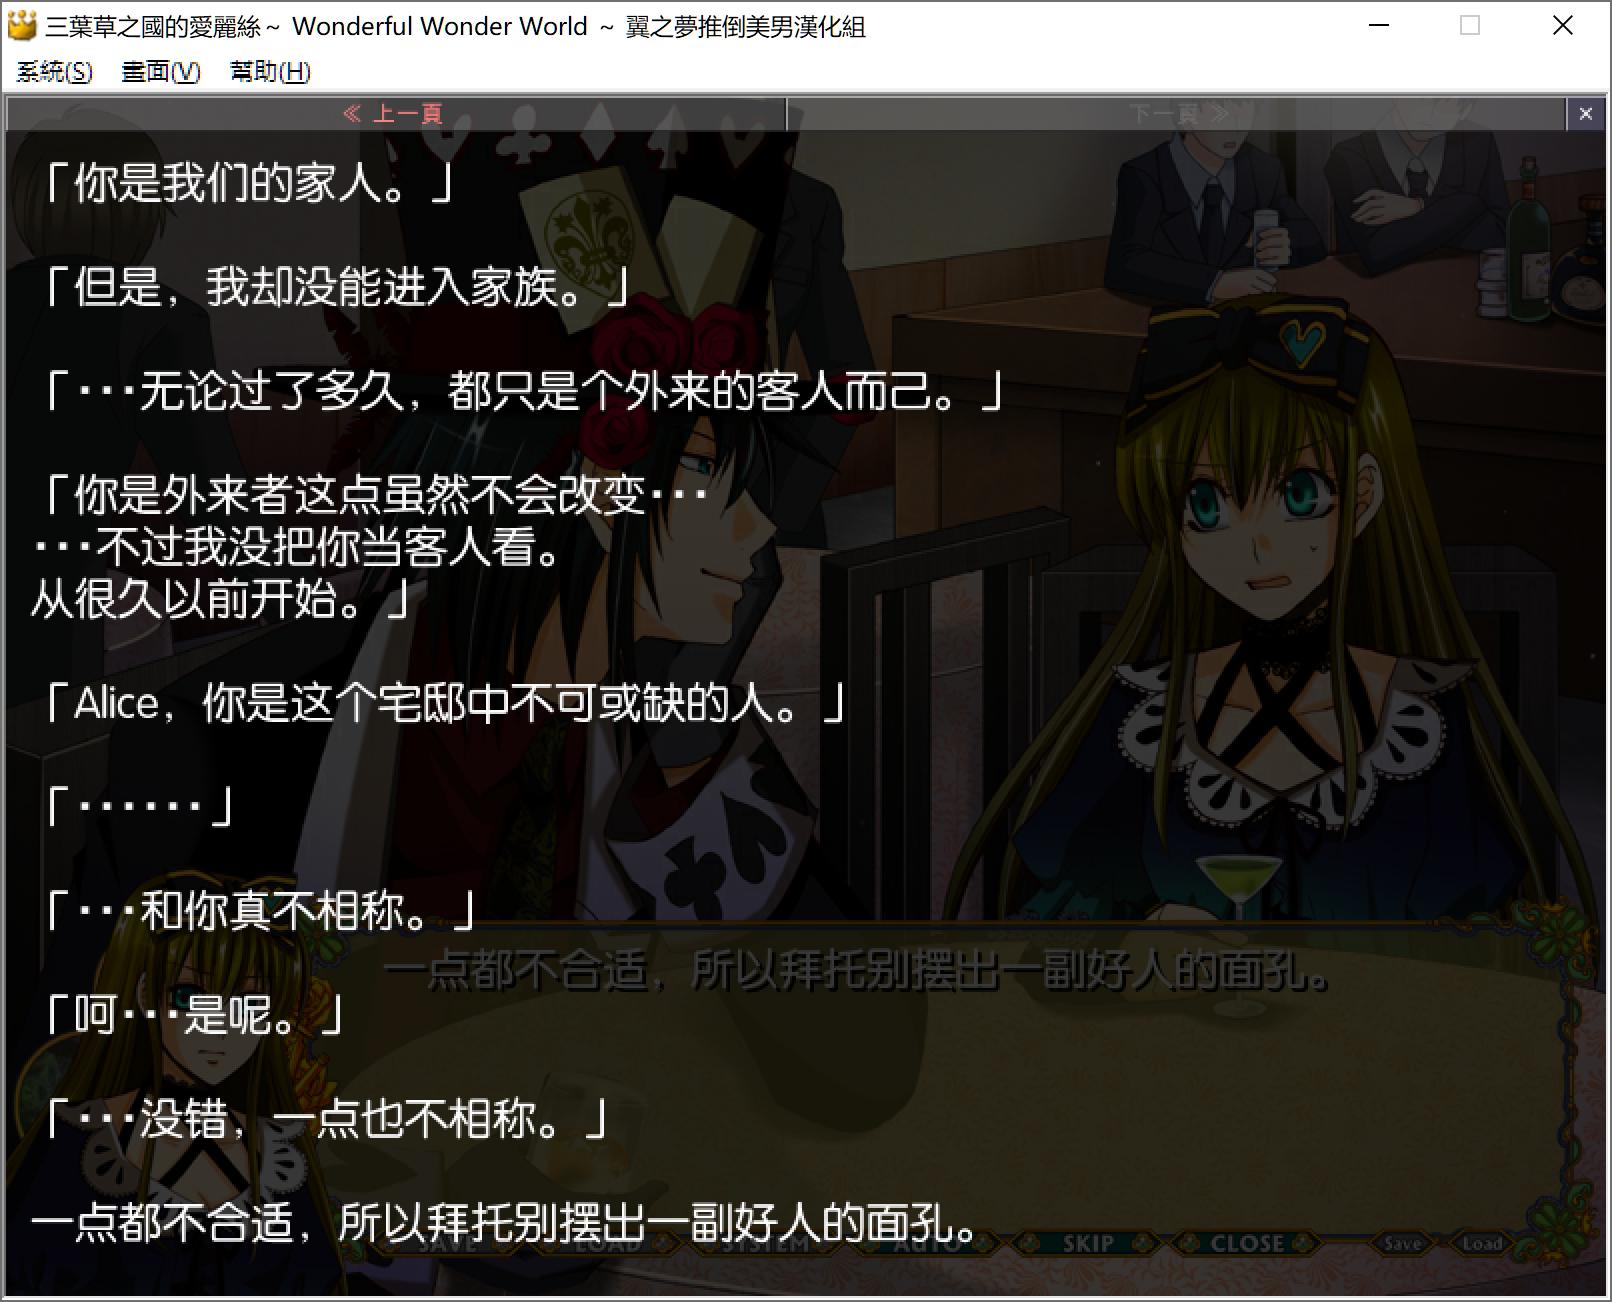 三葉草之國的愛麗絲～ Wonderful Wonder World ～ 翼之夢推倒美男漢化組
系統(S) 畫面(V) 幫助(H)
≪ 上一頁 下一頁 ≫
「你是我们的家人。」
「但是，我却没能进入家族。」
「···无论过了多久，都只是个外来的客人而己。」
「你是外来者这点虽然不会改变···
···不过我没把你当客人看。
从很久以前开始。」
「Alice，你是这个宅邸中不可或缺的人。」
「······」
「···和你真不相称。」
一点都不合适，所以拜托别摆出一副好人的面孔。
「呵···是呢。」
「···没错，一点也不相称。」
一点都不合适，所以拜托别摆出一副好人的面孔。
SAVE LOAD SYSTEM AUTO SKIP CLOSE Save Load